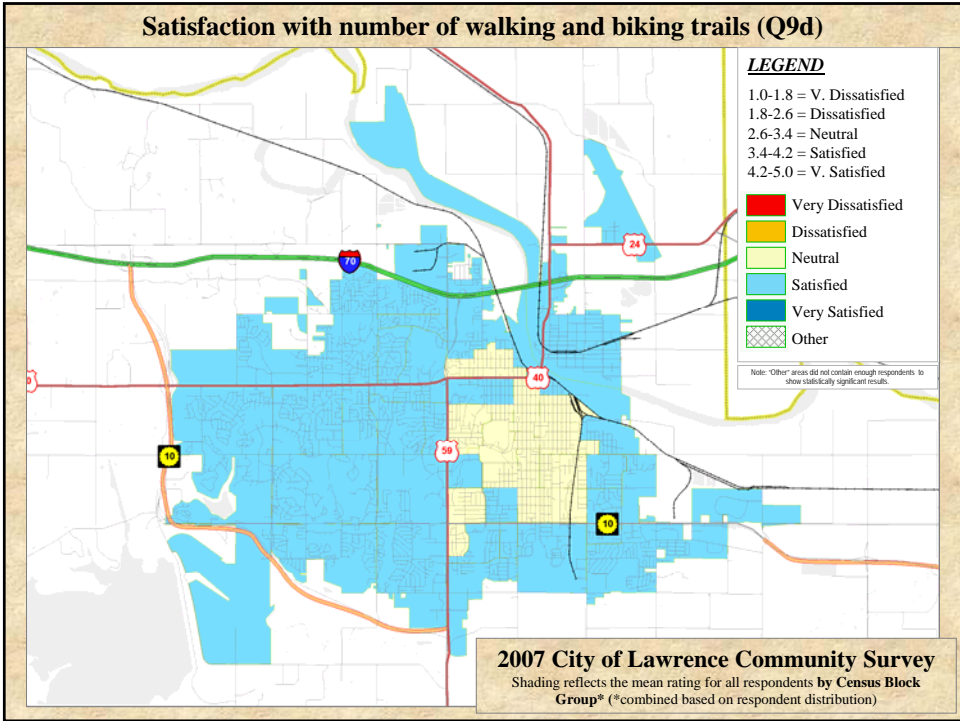 Satisfaction with number of walking and biking trails (Q9d)
LEGEND
1.0-1.8 = V. Dissatisfied
1.8-2.6 = Dissatisfied
2.6-3.4 = Neutral
3.4-4.2 = Satisfied
4.2-5.0 = V. Satisfied
Very Dissatisfied
Dissatisfied
Neutral
Satisfied
Very Satisfied
Other
Note: "Other" areas did not contain enough respondents to
show statistically significant results.
24
70
0
40
59
10
10
2007 City of Lawrence Community Survey
Shading reflects the mean rating for all respondents by Census Block
Group* (*combined based on respondent distribution)